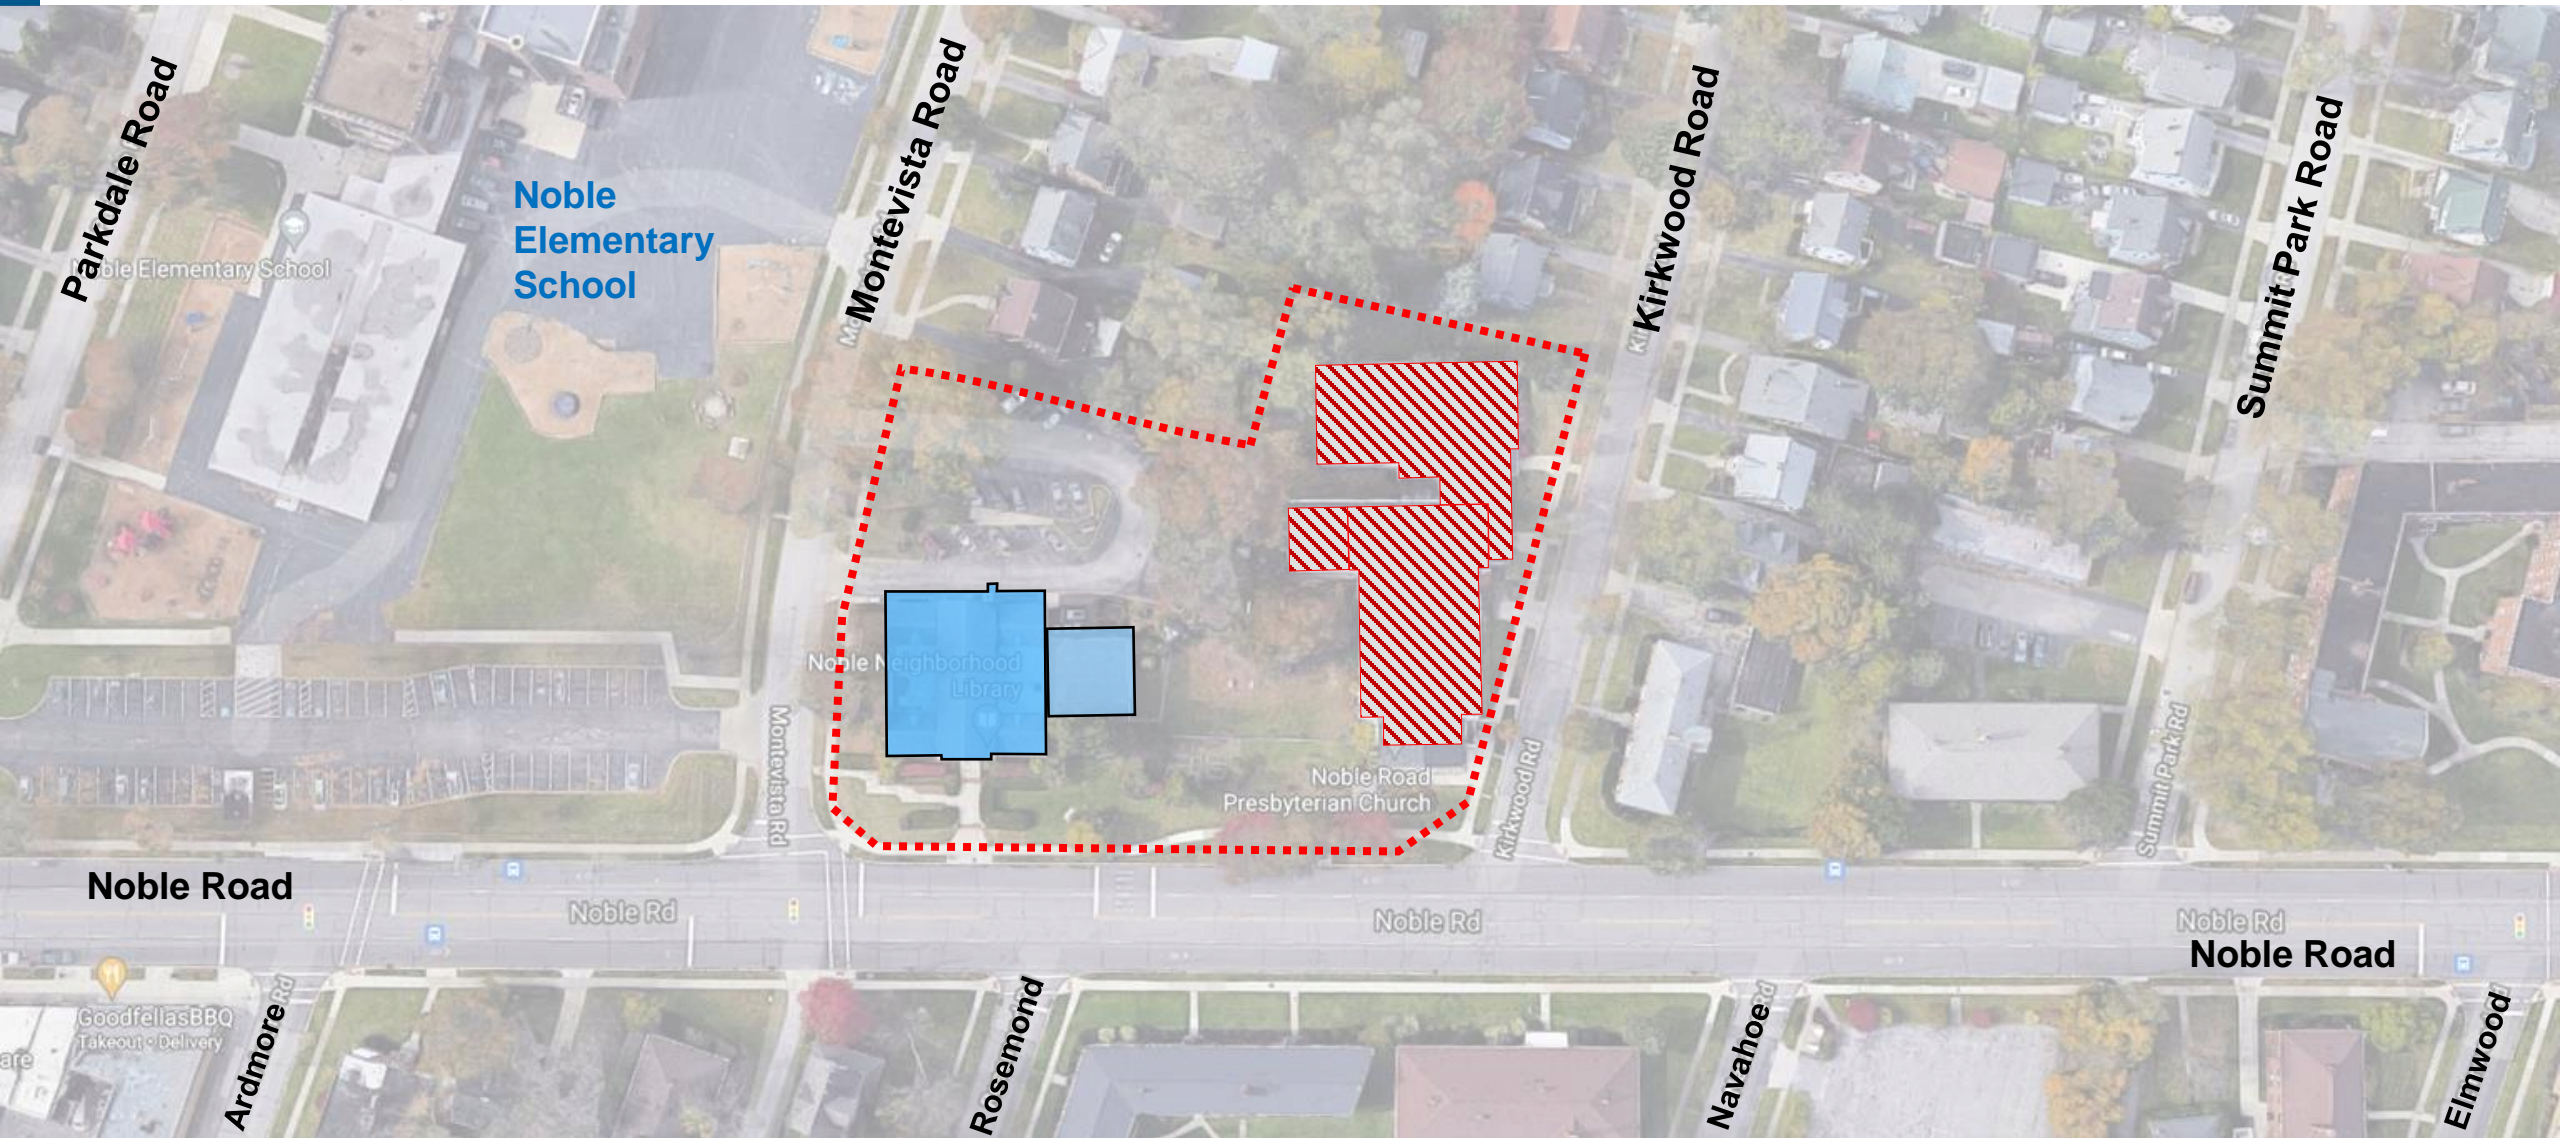 Parkdale Road
Montevista Road
Kirkwood Road
Summit Park Road
Noble
Elementary
School
Noble Elementary School
Noble Neighborhood
Library
Montevista Rd
Noble Road
Presbyterian Church
Kirkwood Rd
Summit Park Rd
Noble Road
Noble Rd
Noble Rd
Noble Rd
Noble Road
GoodfellasBBQ
Takeout • Delivery
are
Ardmore Rd
Rosemond
Navahoe Rd
Elmwood